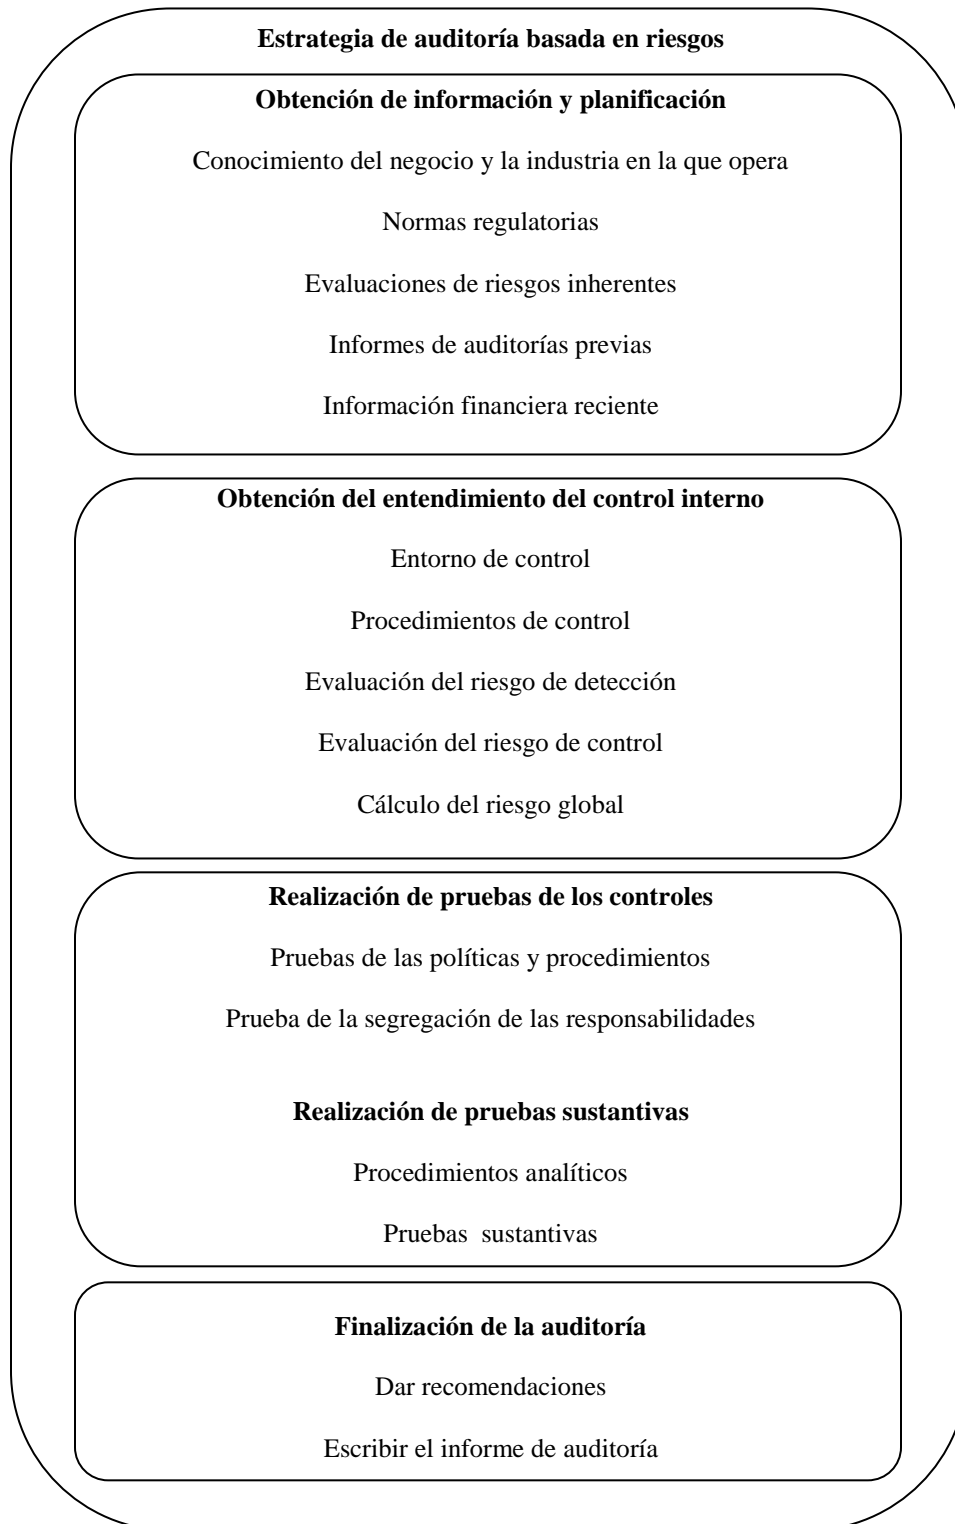 Estrategia de auditoría basada en riesgos
Obtención de información y planificación
Conocimiento del negocio y la industria en la que opera
Normas regulatorias
Evaluaciones de riesgos inherentes
Informes de auditorías previas
Información financiera reciente
Obtención del entendimiento del control interno
Entorno de control
Procedimientos de control
Evaluación del riesgo de detección
Evaluación del riesgo de control
Cálculo del riesgo global
Realización de pruebas de los controles
Pruebas de las políticas y procedimientos
Prueba de la segregación de las responsabilidades
Realización de pruebas sustantivas
Procedimientos analíticos
Pruebas  sustantivas
Finalización de la auditoría
Dar recomendaciones
Escribir el informe de auditoría